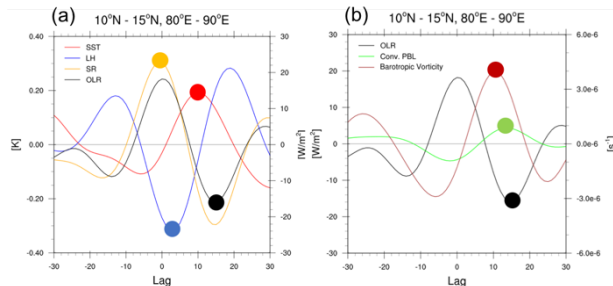 (a)
10°N - 15°N, 80°E - 90°E
SST
LH
SR
OLR
0.40
0.20
0.00
-0.20
-0.40
[K]
30
20
10
0
-10
-20
-30
[W/m²]
-30
-20
-10
0
10
20
30
Lag
(b)
10°N - 15°N, 80°E - 90°E
OLR
Conv. PBL
Barotropic Vorticity
30
20
10
0
-10
-20
-30
[W/m²]
6.0e-6
3.0e-6
0.0e0
-3.0e-6
-6.0e-6
[s⁻¹]
-30
-20
-10
0
10
20
30
Lag